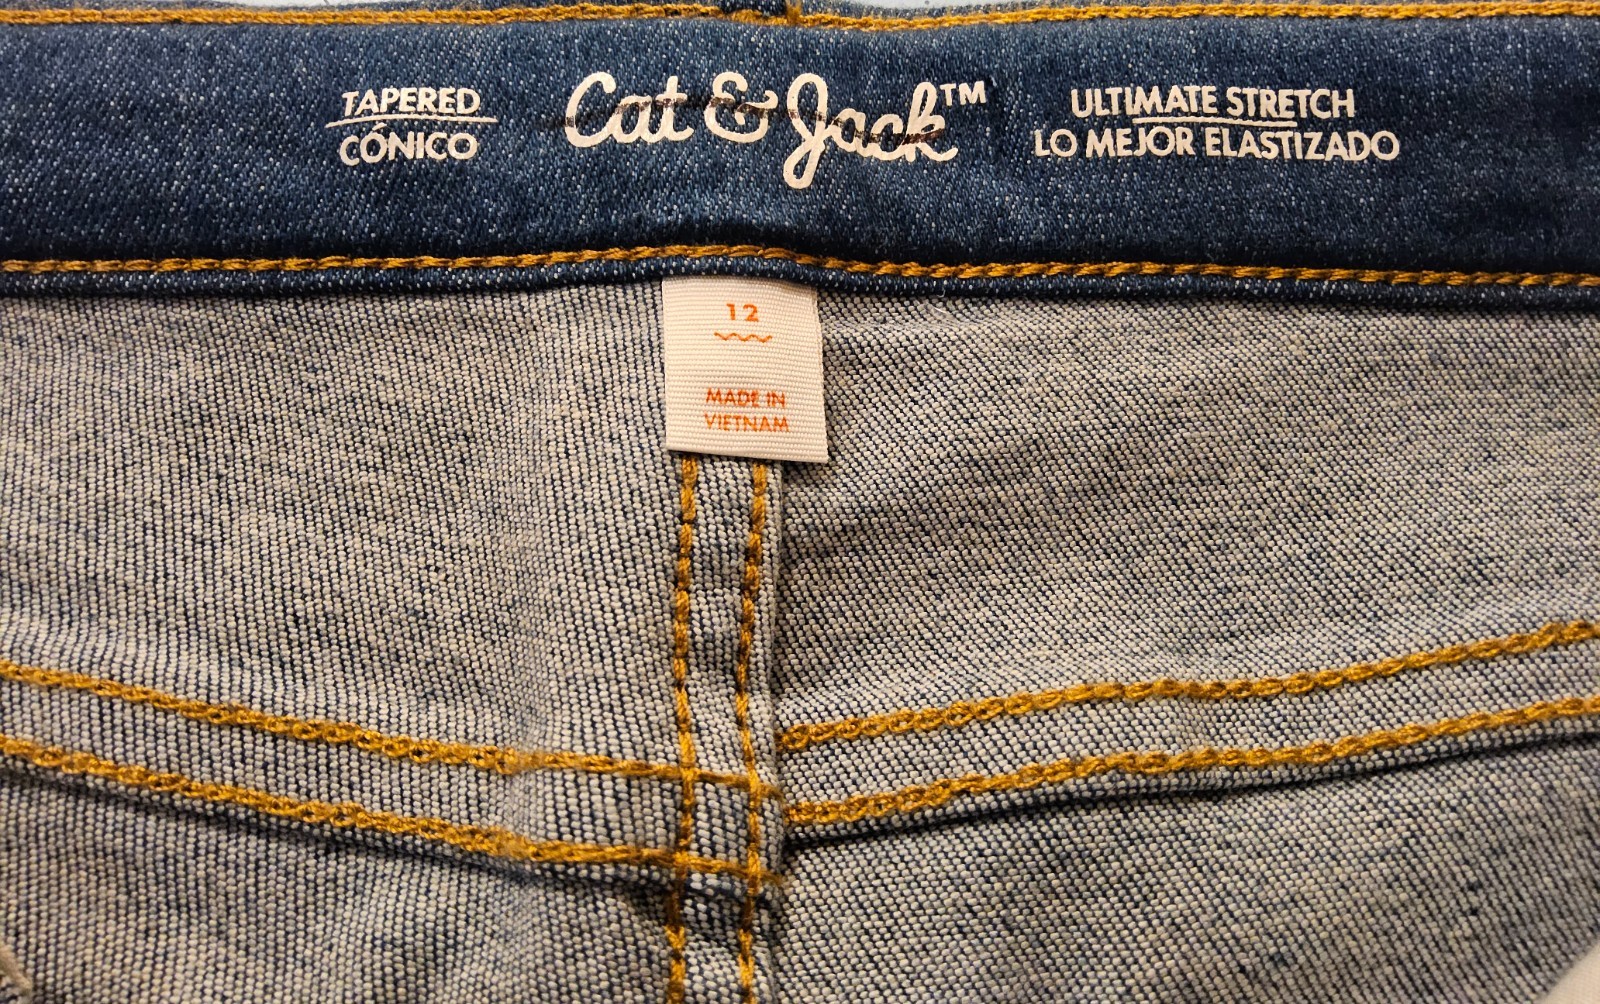 TAPERED
CÓNICO
Cat & Jack™
ULTIMATE STRETCH
LO MEJOR ELASTIZADO
12
MADE IN
VIETNAM